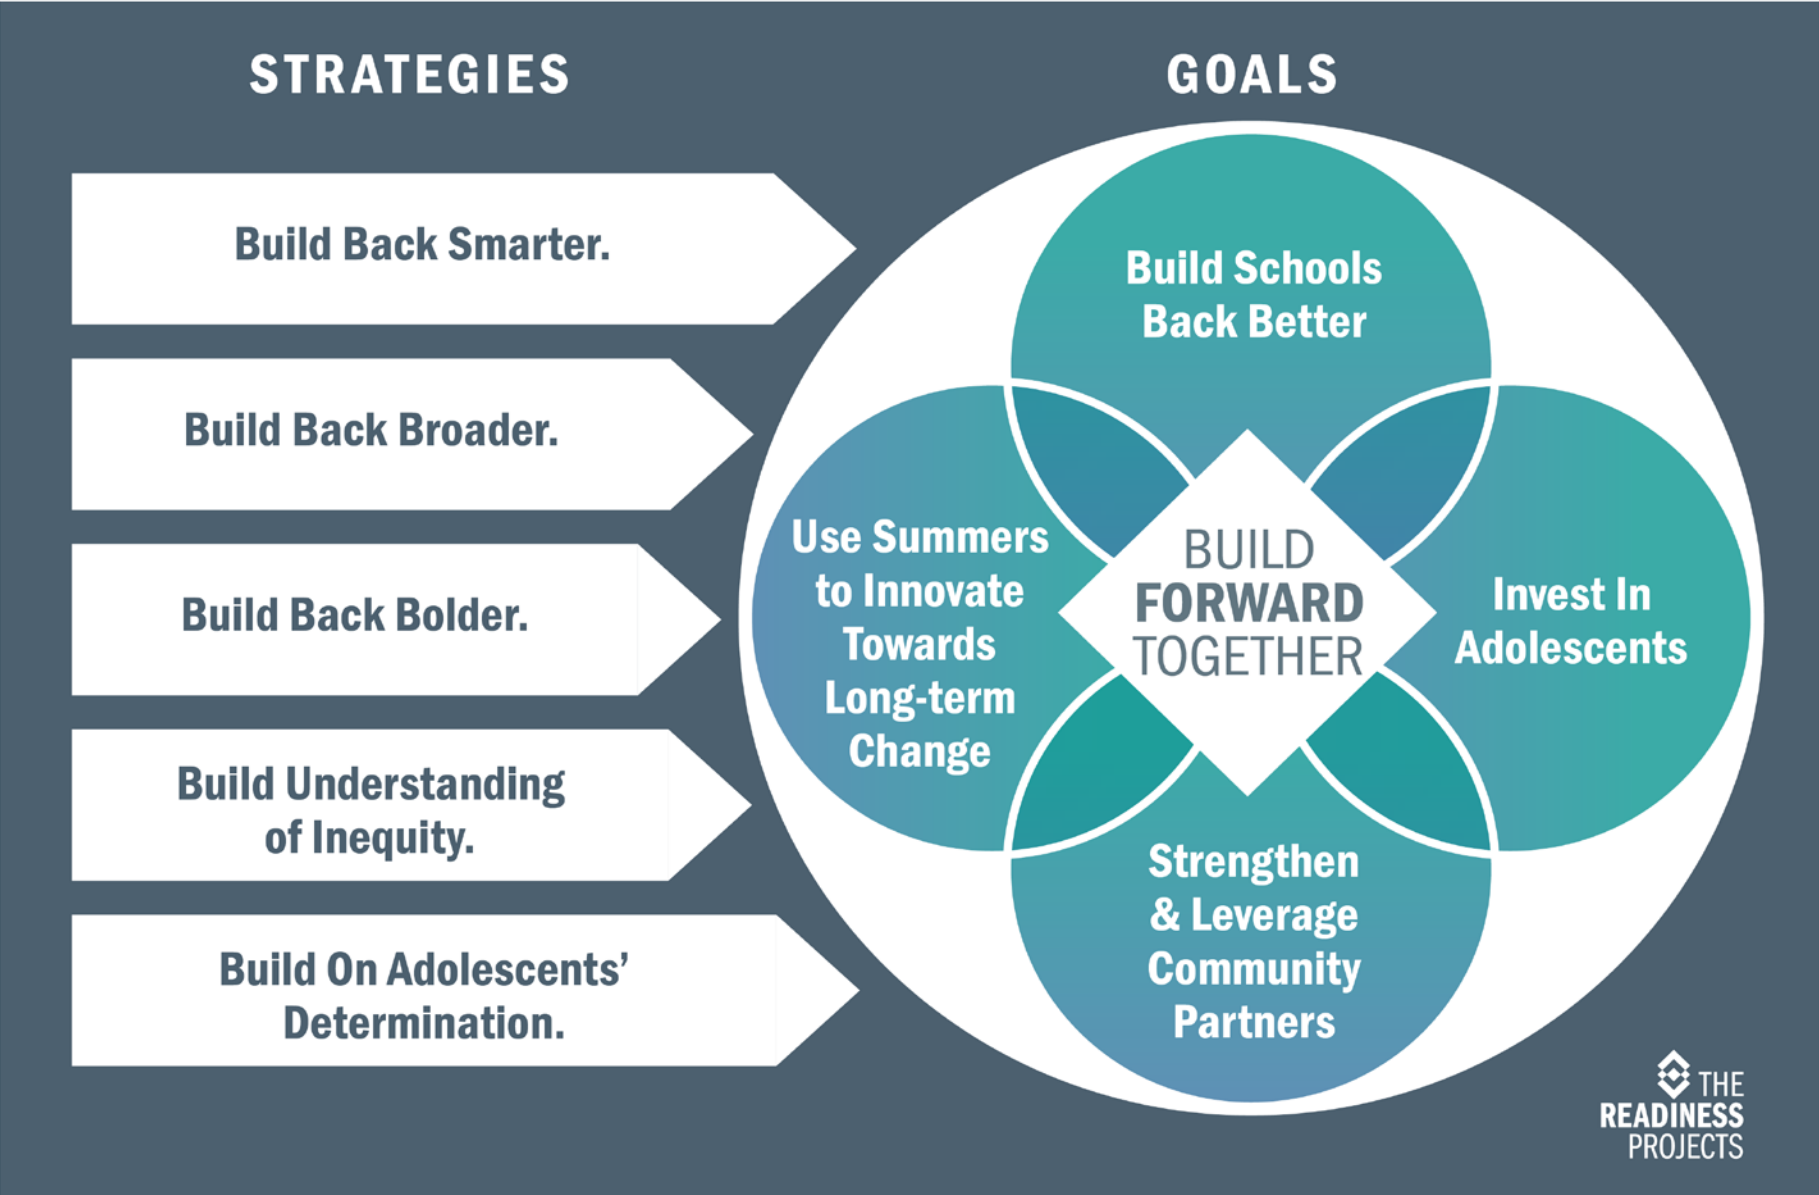 STRATEGIES
Build Back Smarter.
Build Back Broader.
Build Back Bolder.
Build Understanding
of Inequity.
Build On Adolescents’
Determination.
GOALS
Build Schools
Back Better
Use Summers
to Innovate
Towards
Long-term
Change
BUILD
FORWARD
TOGETHER
Invest In
Adolescents
Strengthen
& Leverage
Community
Partners
THE
READINESS
PROJECTS